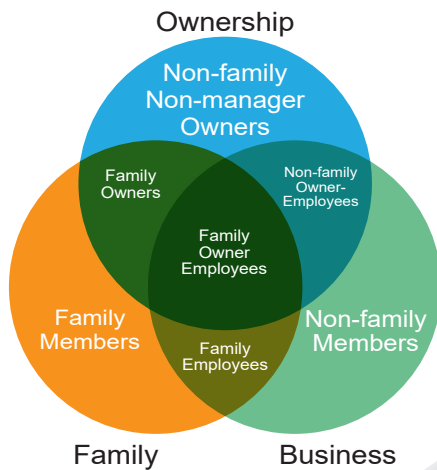 Ownership
Non-family
Non-manager
Owners
Family
Owners
Non-family
Owner-
Employees
Family
Owner
Employees
Family
Members
Non-family
Members
Family
Employees
Family
Business